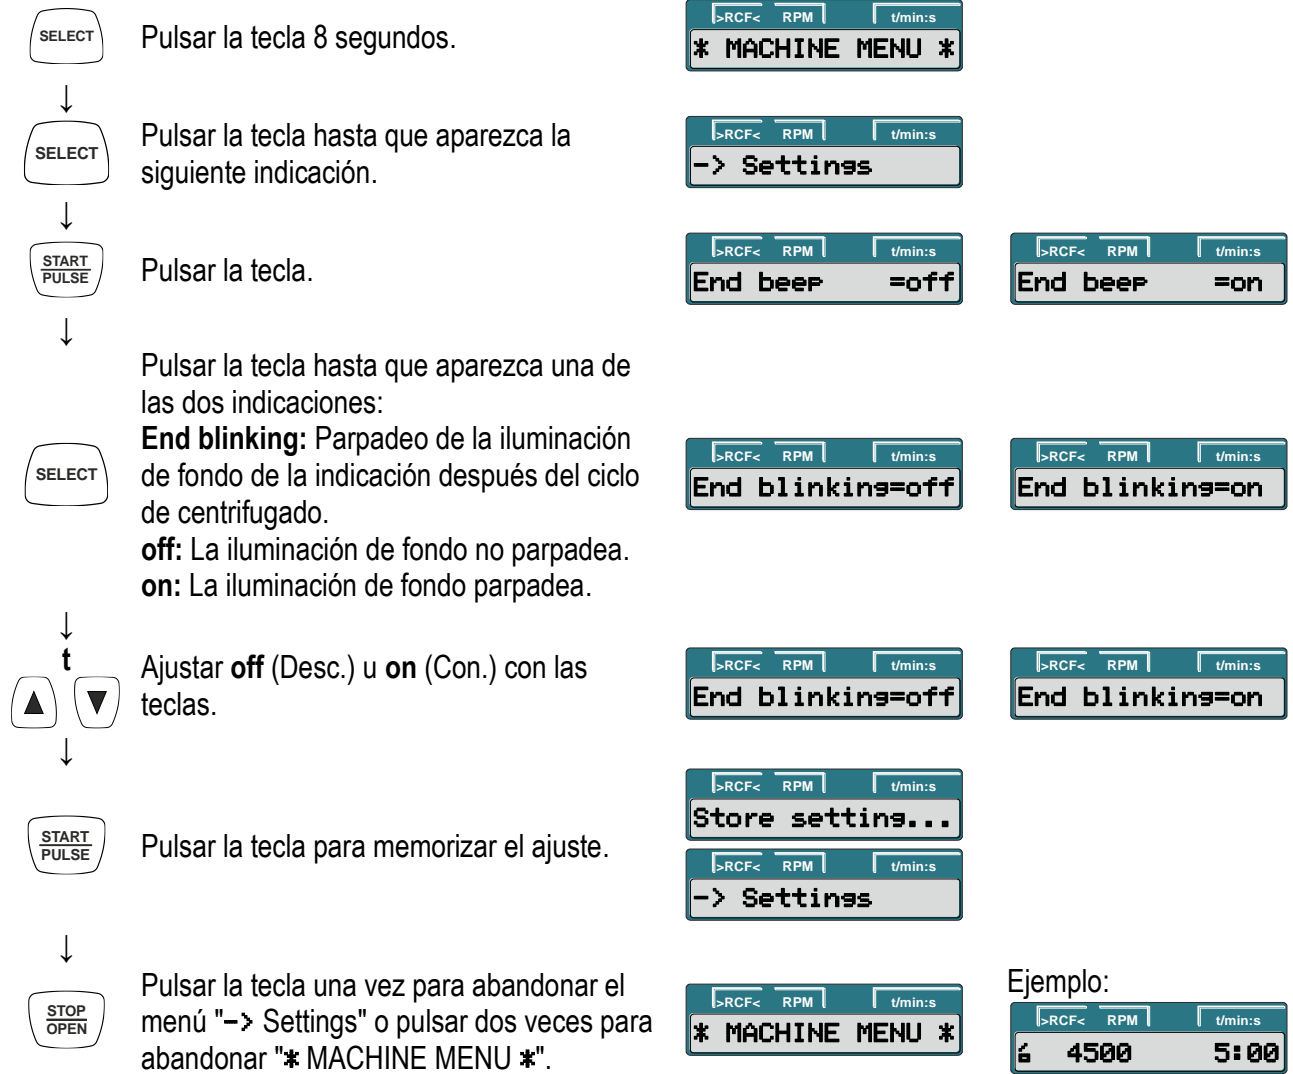 SELECT
Pulsar la tecla 8 segundos.
>RCF< RPM t/min:s
* MACHINE MENU *
↓
SELECT
Pulsar la tecla hasta que aparezca la
siguiente indicación.
>RCF< RPM t/min:s
-> Settings
↓
START
PULSE
Pulsar la tecla.
>RCF< RPM t/min:s
End beep =off
>RCF< RPM t/min:s
End beep =on
↓
SELECT
Pulsar la tecla hasta que aparezca una de
las dos indicaciones:
End blinking: Parpadeo de la iluminación
de fondo de la indicación después del ciclo
de centrifugado.
off: La iluminación de fondo no parpadea.
on: La iluminación de fondo parpadea.
>RCF< RPM t/min:s
End blinking=off
>RCF< RPM t/min:s
End blinking=on
↓
t
▲ ▼
Ajustar off (Desc.) u on (Con.) con las
teclas.
>RCF< RPM t/min:s
End blinking=off
>RCF< RPM t/min:s
End blinking=on
↓
START
PULSE
Pulsar la tecla para memorizar el ajuste.
>RCF< RPM t/min:s
Store setting...
>RCF< RPM t/min:s
-> Settings
↓
STOP
OPEN
Pulsar la tecla una vez para abandonar el
menú "-> Settings" o pulsar dos veces para
abandonar "* MACHINE MENU *".
>RCF< RPM t/min:s
* MACHINE MENU *
Ejemplo:
>RCF< RPM t/min:s
4500 5:00